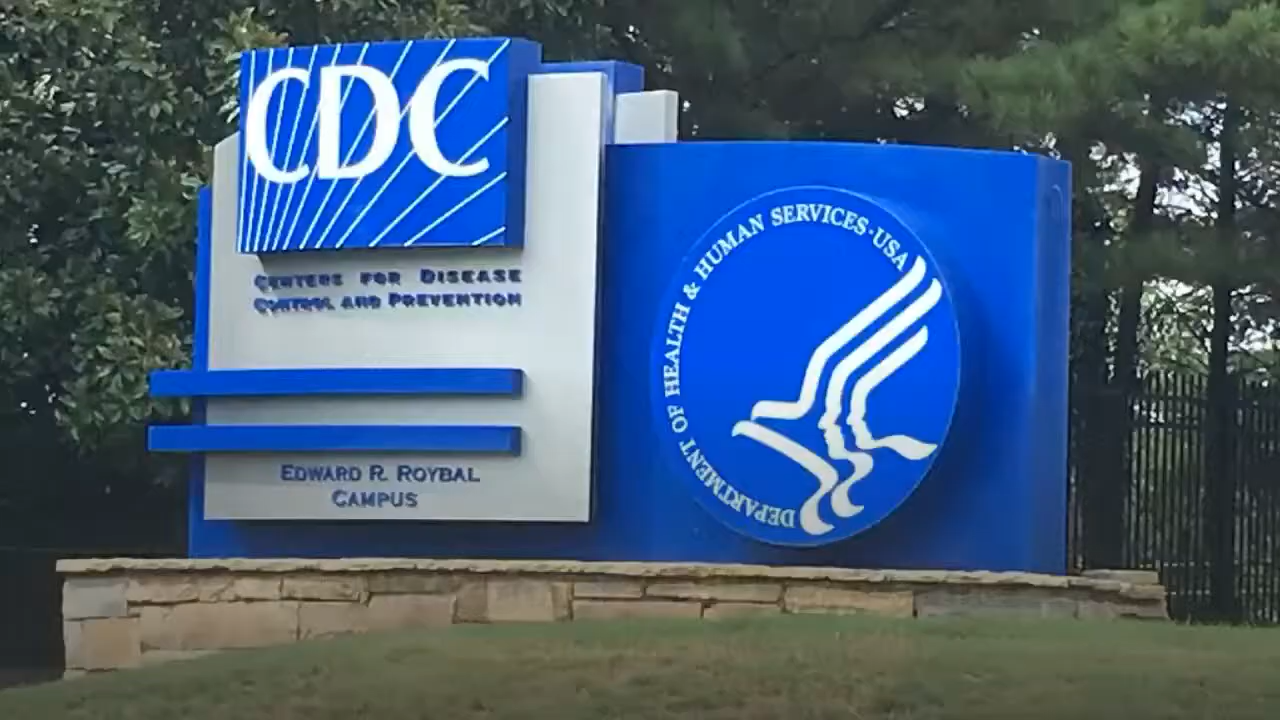 CDC
CENTERS FOR DISEASE
CONTROL AND PREVENTION
EDWARD R. ROYBAL
CAMPUS
DEPARTMENT OF HEALTH & HUMAN SERVICES·USA